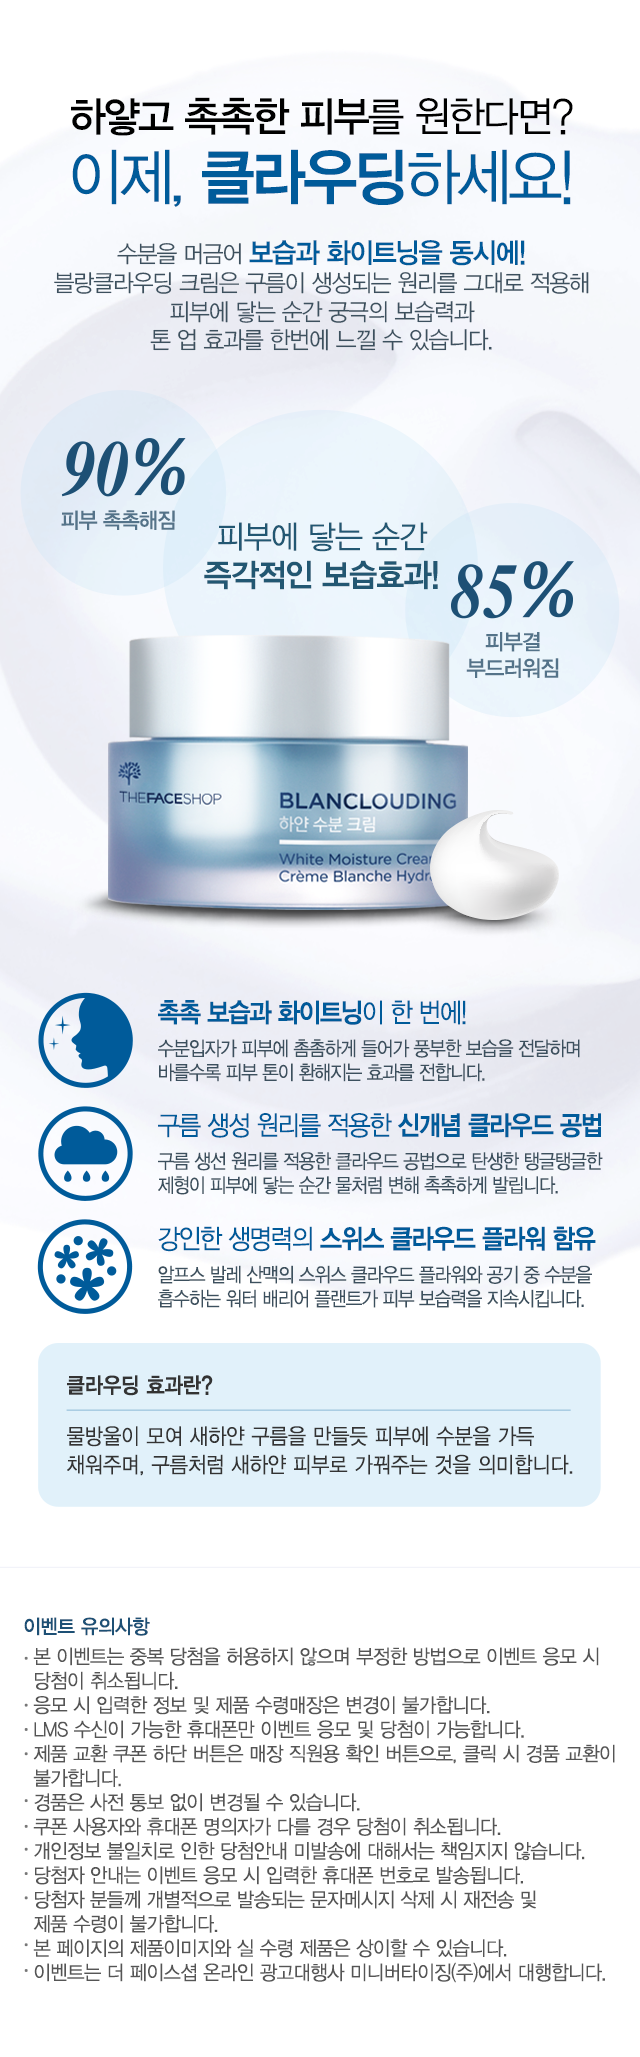 하얗고 촉촉한 피부를 원한다면?
이제, 클라우딩하세요!
수분을 머금어 보습과 화이트닝을 동시에!
블랑클라우딩 크림은 구름이 생성되는 원리를 그대로 적용해
피부에 닿는 순간 궁극의 보습력과
톤 업 효과를 한번에 느낄 수 있습니다.
90%
피부 촉촉해짐
피부에 닿는 순간
즉각적인 보습효과!
85%
피부결
부드러워짐
THEFACESHOP
BLANCLOUDING
하얀 수분 크림
White Moisture Crea
Crème Blanche Hydr
촉촉 보습과 화이트닝이 한 번에!
수분입자가 피부에 촘촘하게 들어가 풍부한 보습을 전달하며
바를수록 피부 톤이 환해지는 효과를 전합니다.
구름 생성 원리를 적용한 신개념 클라우드 공법
구름 생선 원리를 적용한 클라우드 공법으로 탄생한 탱글탱글한
제형이 피부에 닿는 순간 물처럼 변해 촉촉하게 발립니다.
강인한 생명력의 스위스 클라우드 플라워 함유
알프스 발레 산맥의 스위스 클라우드 플라워와 공기 중 수분을
흡수하는 워터 배리어 플랜트가 피부 보습력을 지속시킵니다.
클라우딩 효과란?
물방울이 모여 새하얀 구름을 만들듯 피부에 수분을 가득
채워주며, 구름처럼 새하얀 피부로 가꿔주는 것을 의미합니다.
이벤트 유의사항
· 본 이벤트는 중복 당첨을 허용하지 않으며 부정한 방법으로 이벤트 응모 시
당첨이 취소됩니다.
· 응모 시 입력한 정보 및 제품 수령매장은 변경이 불가합니다.
· LMS 수신이 가능한 휴대폰만 이벤트 응모 및 당첨이 가능합니다.
· 제품 교환 쿠폰 하단 버튼은 매장 직원용 확인 버튼으로, 클릭 시 경품 교환이
불가합니다.
· 경품은 사전 통보 없이 변경될 수 있습니다.
· 쿠폰 사용자와 휴대폰 명의자가 다를 경우 당첨이 취소됩니다.
· 개인정보 불일치로 인한 당첨안내 미발송에 대해서는 책임지지 않습니다.
· 당첨자 안내는 이벤트 응모 시 입력한 휴대폰 번호로 발송됩니다.
· 당첨자 분들께 개별적으로 발송되는 문자메시지 삭제 시 재전송 및
제품 수령이 불가합니다.
· 본 페이지의 제품이미지와 실 수령 제품은 상이할 수 있습니다.
· 이벤트는 더 페이스셥 온라인 광고대행사 미니버타이징(주)에서 대행합니다.